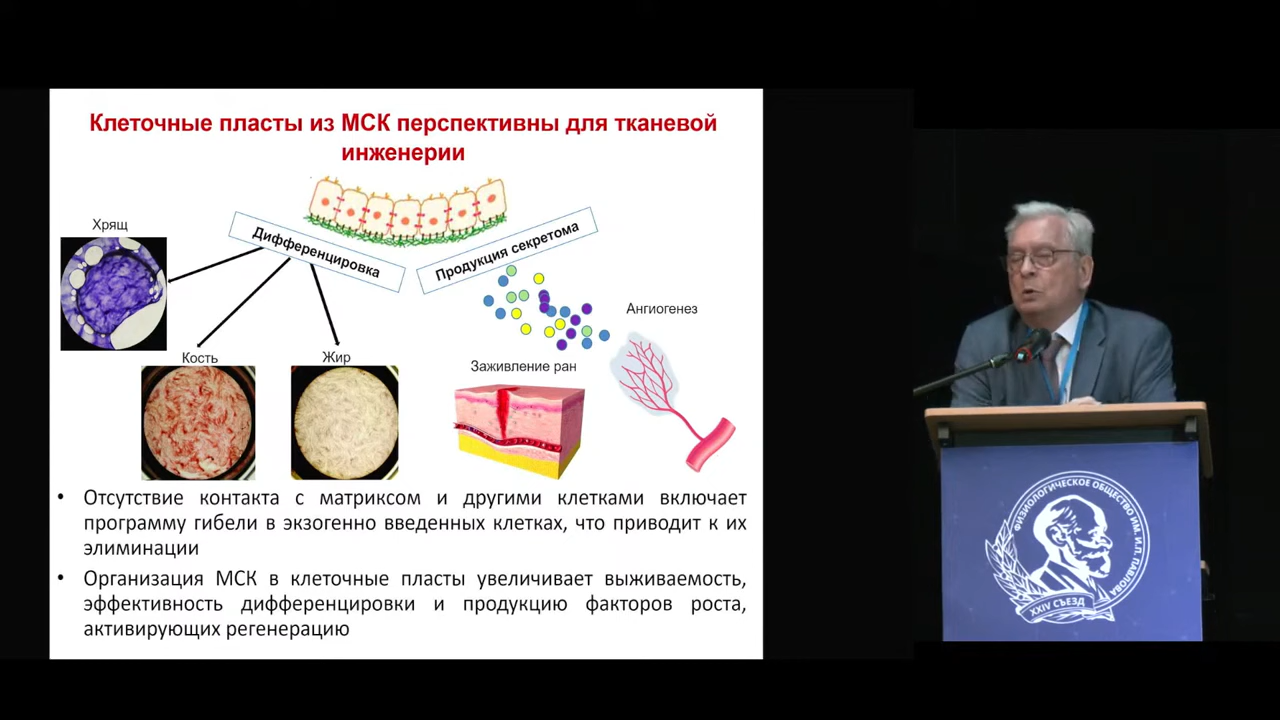 Клеточные пласты из МСК перспективны для тканевой
инженерии
Хрящ
Дифференцировка
Продукция секретома
Ангиогенез
Кость
Жир
Заживление ран
• Отсутствие контакта с матриксом и другими клетками включает
программу гибели в экзогенно введенных клетках, что приводит к их
элиминации
• Организация МСК в клеточные пласты увеличивает выживаемость,
эффективность дифференцировки и продукцию факторов роста,
активирующих регенерацию
ФИЗИОЛОГИЧЕСКОЕ ОБЩЕСТВО ИМ. И.П. ПАВЛОВА
XXIV СЪЕЗД